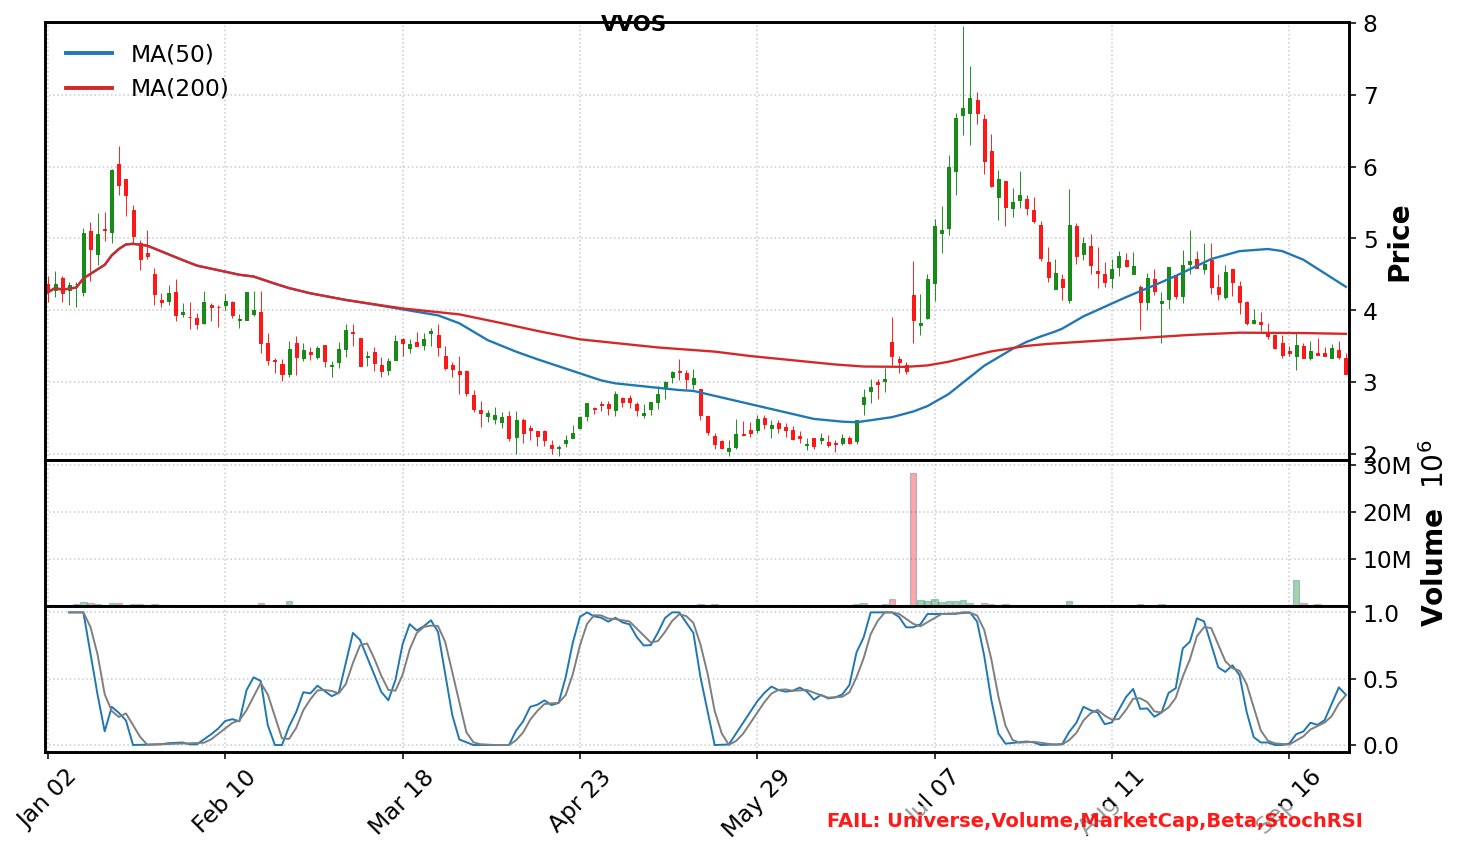 VVOS
MA(50)
MA(200)
8
7
6
5
4
3
2
Price
30M
20M
10M
Volume 10^6
1.0
0.5
0.0
Jan 02
Feb 10
Mar 18
Apr 23
May 29
Jul 07
Aug 11
Sep 16
FAIL: Universe,Volume,MarketCap,Beta,StochRSI